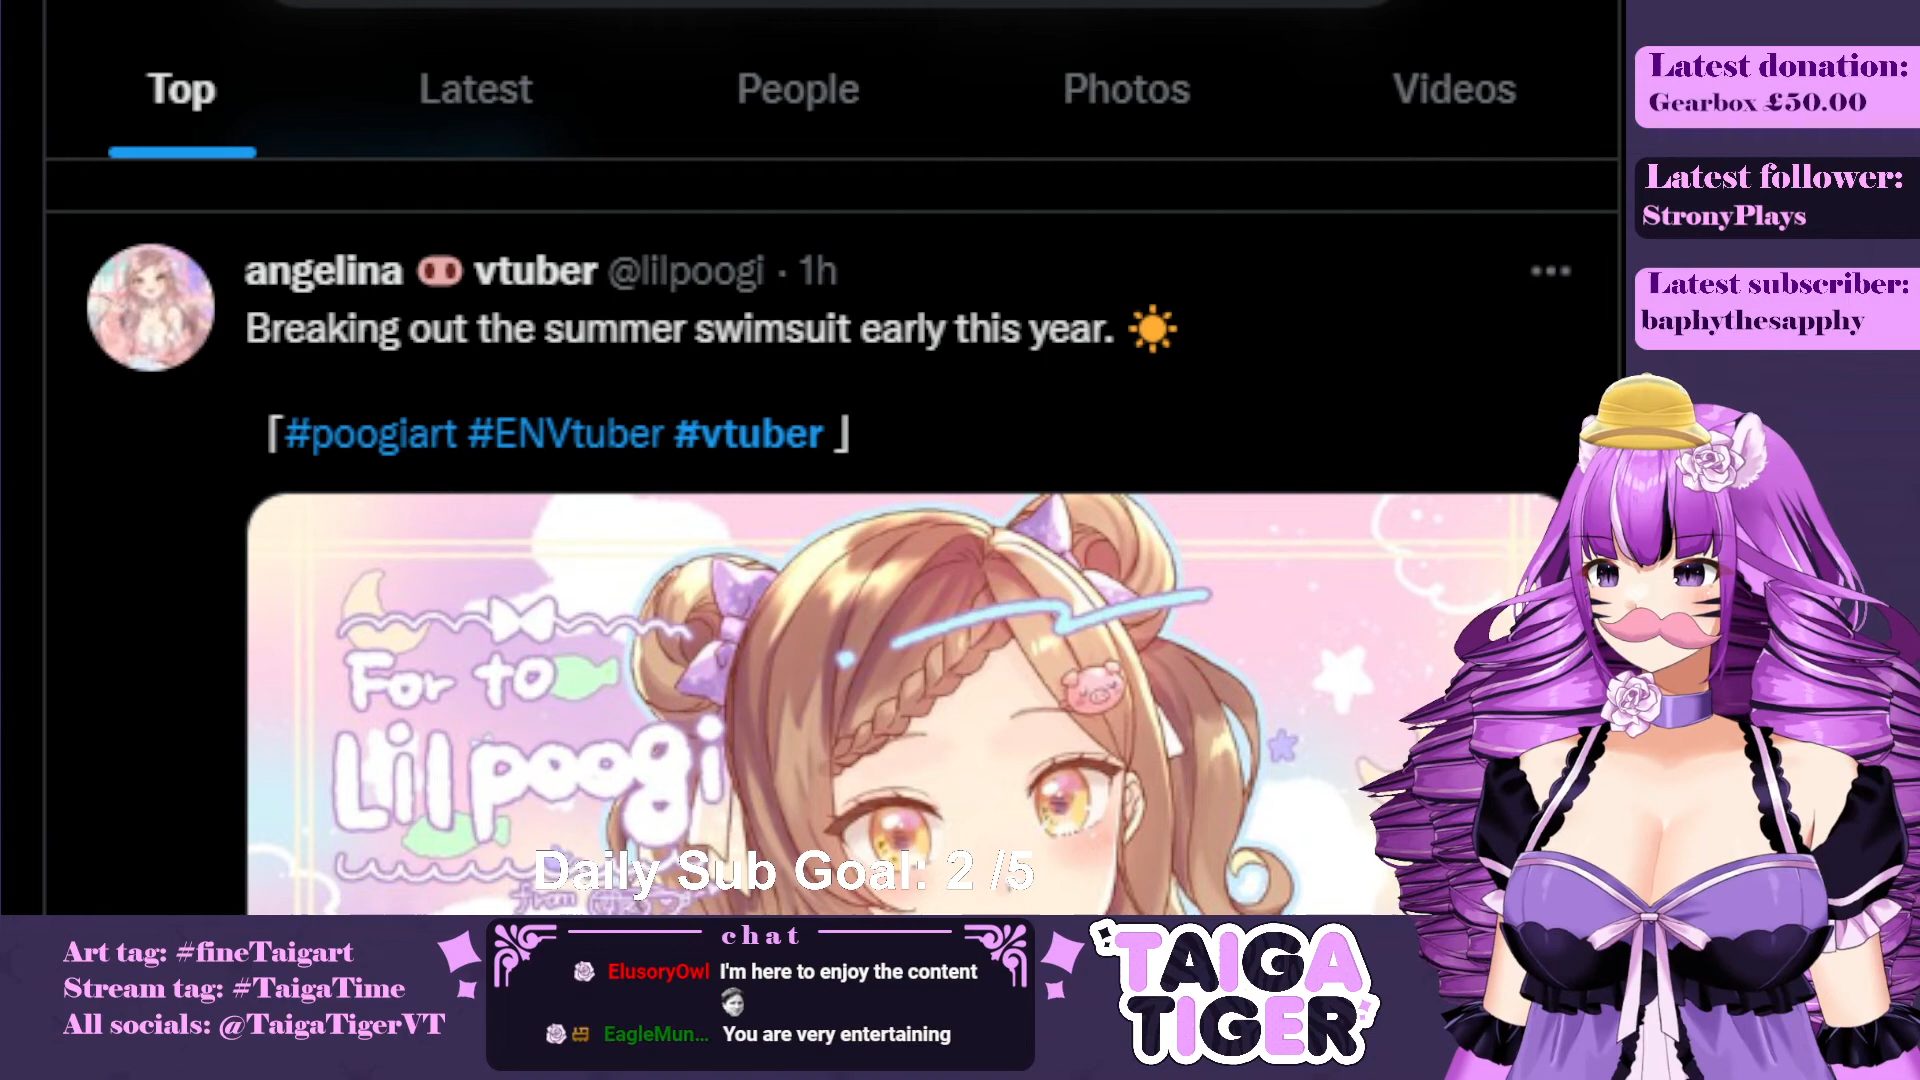 Top Latest People Photos Videos
angelina vtuber @lilpoogi · 1h
Breaking out the summer swimsuit early this year.
「#poogiart #ENVtuber #vtuber 」
For to
Lilpoogi
from
Daily Sub Goal: 2 /5
Latest donation:
Gearbox £50.00
Latest follower:
StronyPlays
Latest subscriber:
baphythesapphy
Art tag: #fineTaigart
Stream tag: #TaigaTime
All socials: @TaigaTigerVT
chat
ElusoryOwl I'm here to enjoy the content
EagleMun... You are very entertaining
TAIGA
TIGER